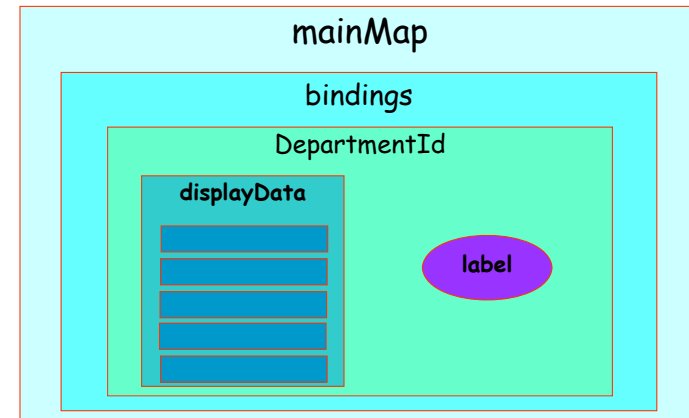 mainMap
bindings
DepartmentId
displayData
label